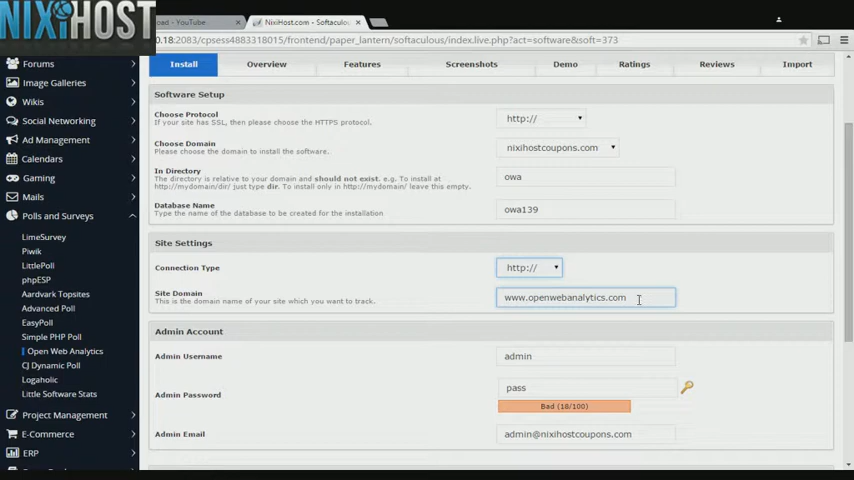 NIXIHOST
oad - YouTube
NixiHost.com - Softaculou
0.18:2083/cpsess4883318015/frontend/paper_lantern/softaculous/index.live.php?act=software&soft=373
Forums
Image Galleries
Wikis
Social Networking
Ad Management
Calendars
Gaming
Mails
Polls and Surveys
LimeSurvey
Piwik
LittlePoll
phpESP
Aardvark Topsites
Advanced Poll
EasyPoll
Simple PHP Poll
Open Web Analytics
CJ Dynamic Poll
Logaholic
Little Software Stats
Project Management
E-Commerce
ERP
Install
Overview
Features
Screenshots
Demo
Ratings
Reviews
Import
Software Setup
Choose Protocol
If your site has SSL, then please choose the HTTPS protocol.
http://
Choose Domain
Please choose the domain to install the software.
nixihostcoupons.com
In Directory
The directory is relative to your domain and should not exist. e.g. To install at
http://mydomain/dir/ just type dir. To install only in http://mydomain/ leave this empty.
owa
Database Name
Type the name of the database to be created for the installation
owa139
Site Settings
Connection Type
http://
Site Domain
This is the domain name of your site which you want to track.
www.openwebanalytics.com
Admin Account
Admin Username
admin
Admin Password
pass
Bad (18/100)
Admin Email
admin@nixihostcoupons.com